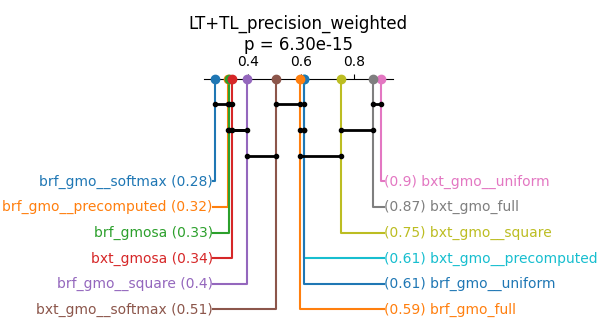 LT+TL_precision_weighted
p = 6.30e-15
0.4 0.6 0.8
brf_gmo__softmax (0.28)
(0.9) bxt_gmo__uniform
brf_gmo__precomputed (0.32)
(0.87) bxt_gmo_full
brf_gmosa (0.33)
(0.75) bxt_gmo__square
bxt_gmosa (0.34)
(0.61) bxt_gmo__precomputed
brf_gmo__square (0.4)
(0.61) brf_gmo__uniform
bxt_gmo__softmax (0.51)
(0.59) brf_gmo_full